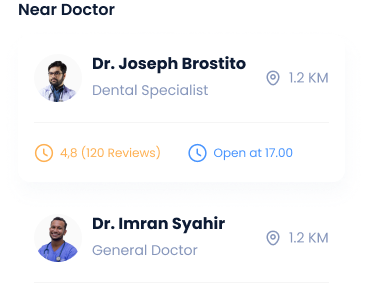 Near Doctor
Dr. Joseph Brostito
Dental Specialist
1.2 KM
4,8 (120 Reviews)
Open at 17.00
Dr. Imran Syahir
General Doctor
1.2 KM